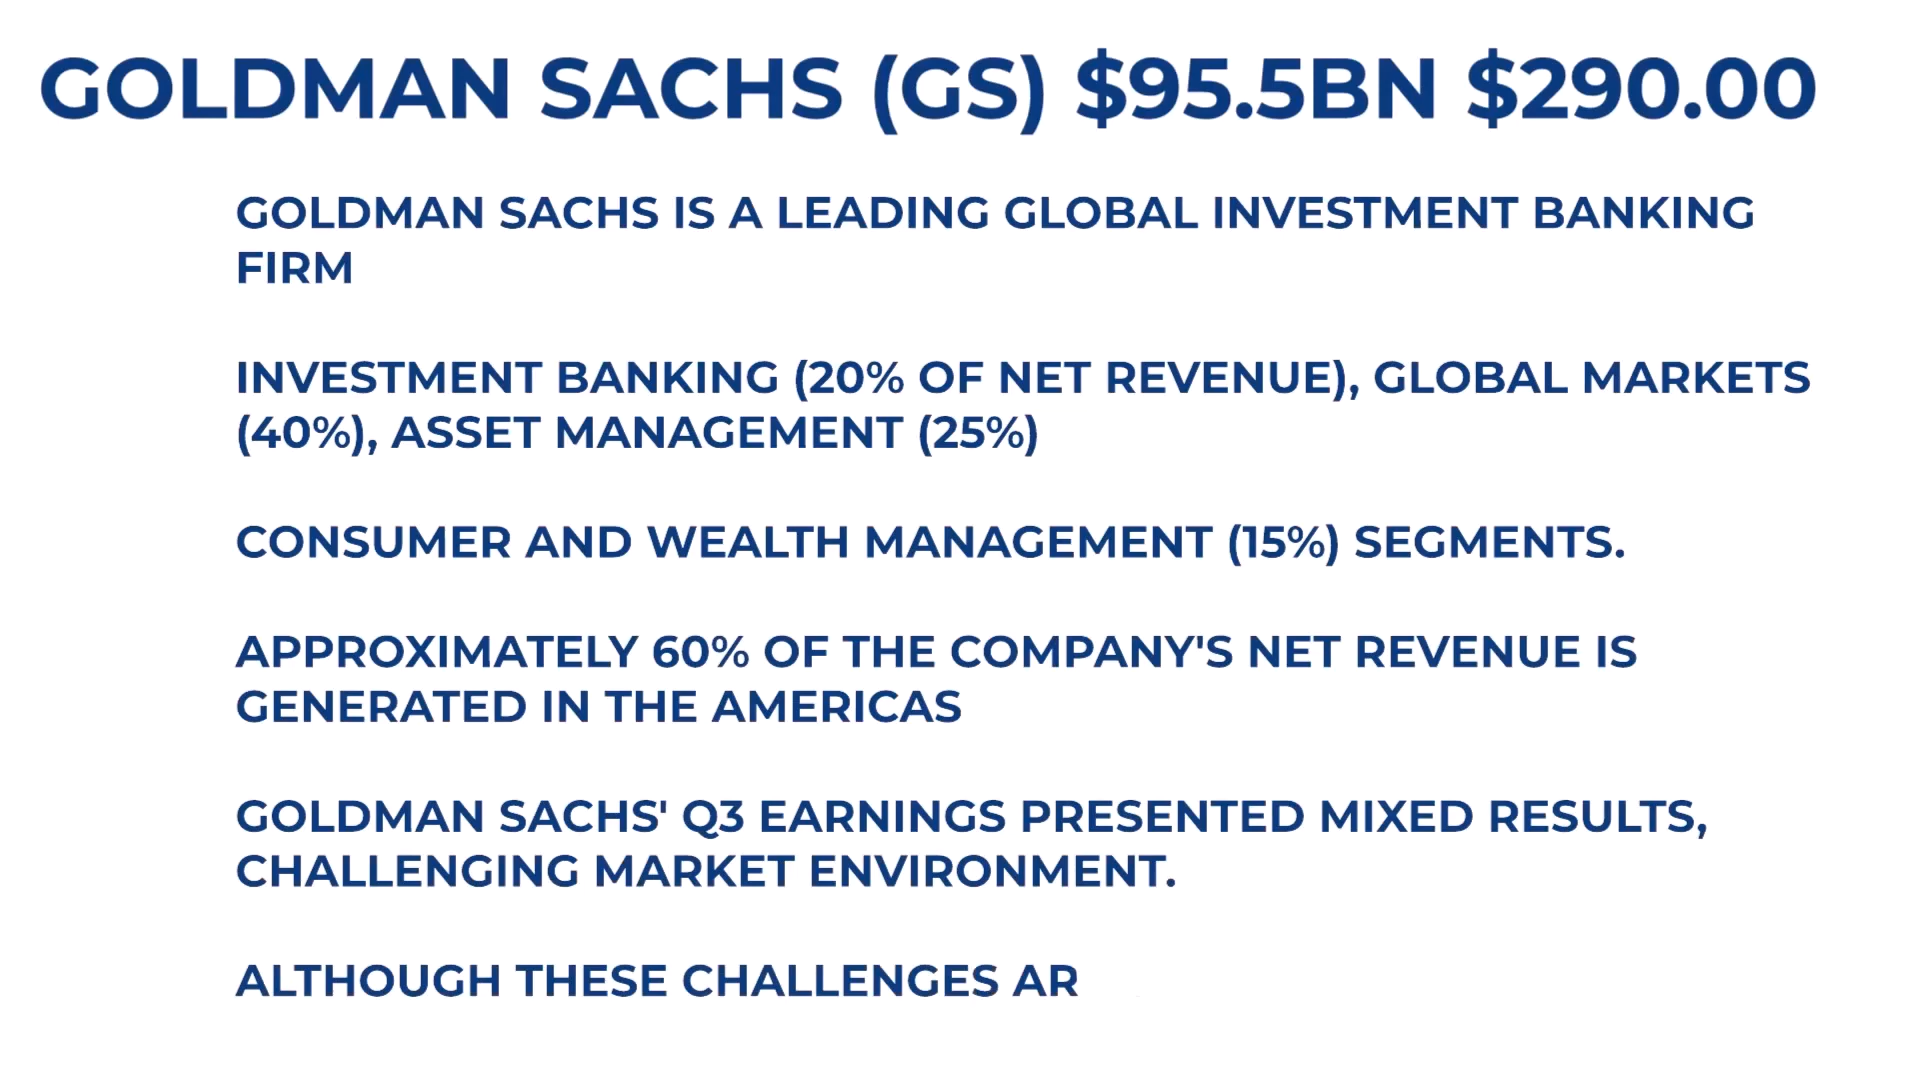 GOLDMAN SACHS (GS) $95.5BN $290.00
GOLDMAN SACHS IS A LEADING GLOBAL INVESTMENT BANKING
FIRM
INVESTMENT BANKING (20% OF NET REVENUE), GLOBAL MARKETS
(40%), ASSET MANAGEMENT (25%)
CONSUMER AND WEALTH MANAGEMENT (15%) SEGMENTS.
APPROXIMATELY 60% OF THE COMPANY'S NET REVENUE IS
GENERATED IN THE AMERICAS
GOLDMAN SACHS' Q3 EARNINGS PRESENTED MIXED RESULTS,
CHALLENGING MARKET ENVIRONMENT.
ALTHOUGH THESE CHALLENGES AR